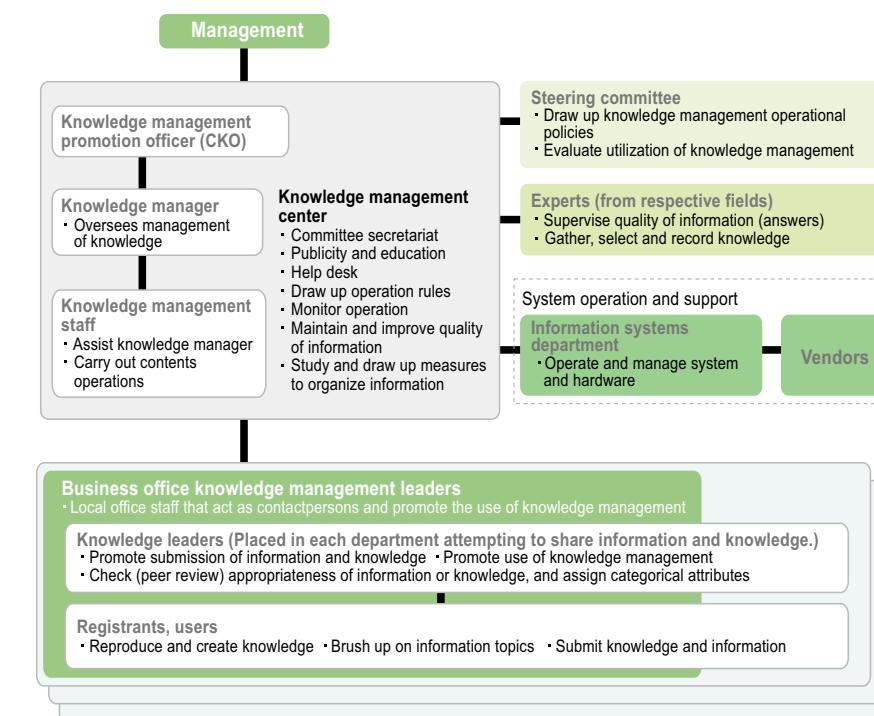 Management
Knowledge management
promotion officer (CKO)
Knowledge manager
· Oversees management
of knowledge
Knowledge management
staff
· Assist knowledge manager
· Carry out contents
operations
Knowledge management
center
· Committee secretariat
· Publicity and education
· Help desk
· Draw up operation rules
· Monitor operation
· Maintain and improve quality
of information
· Study and draw up measures
to organize information
Steering committee
· Draw up knowledge management operational
policies
· Evaluate utilization of knowledge management
Experts (from respective fields)
· Supervise quality of information (answers)
· Gather, select and record knowledge
System operation and support
Information systems
department
· Operate and manage system
and hardware
Vendors
Business office knowledge management leaders
· Local office staff that act as contactpersons and promote the use of knowledge management
Knowledge leaders (Placed in each department attempting to share information and knowledge.)
· Promote submission of information and knowledge · Promote use of knowledge management
· Check (peer review) appropriateness of information or knowledge, and assign categorical attributes
Registrants, users
· Reproduce and create knowledge · Brush up on information topics · Submit knowledge and information